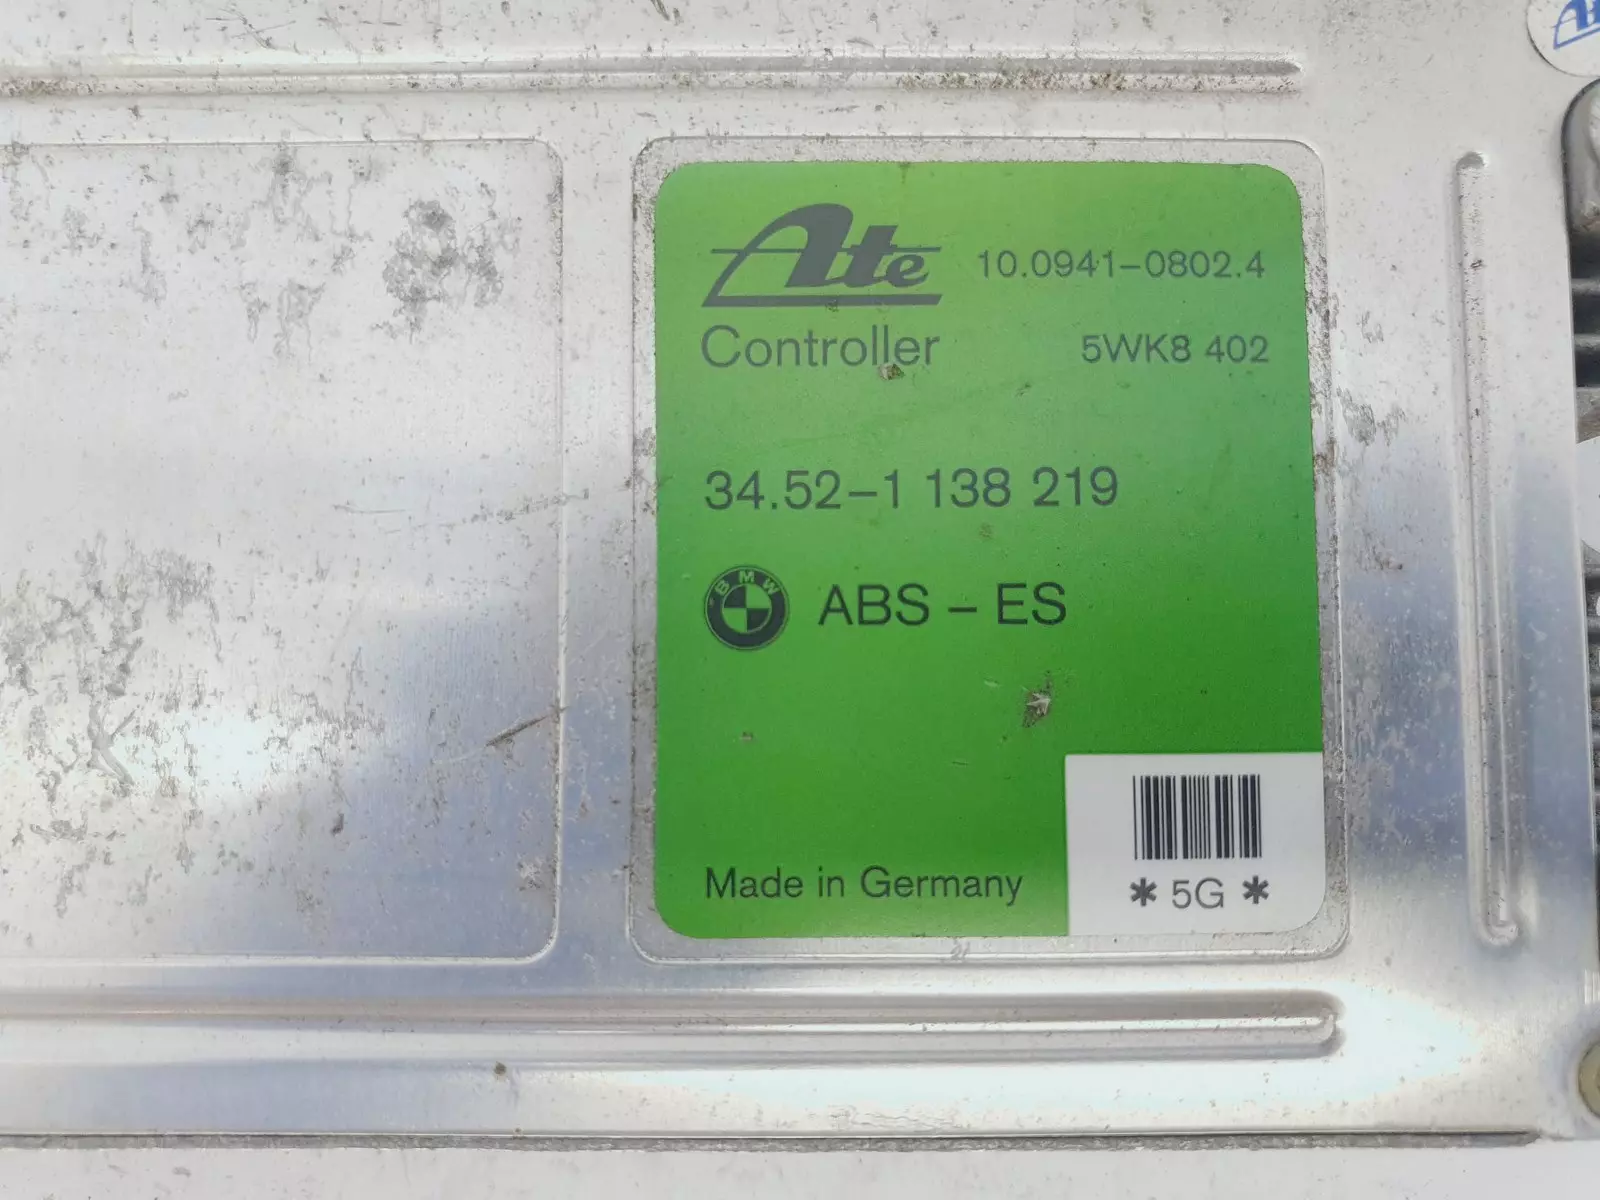 Ate 10.0941-0802.4
Controller 5WK8 402
34.52-1 138 219
BMW ABS - ES
Made in Germany
* 5G *